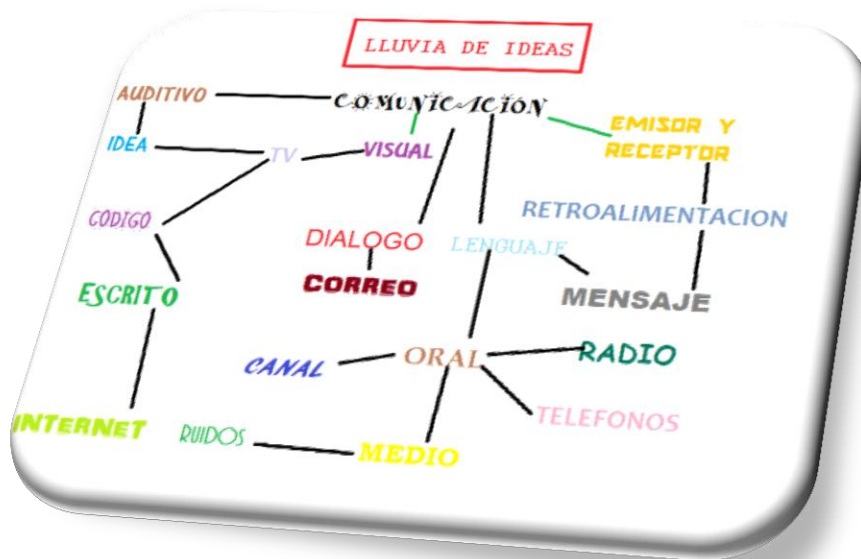 LLUVIA DE IDEAS
AUDITIVO
COMUNICACIÓN
EMISOR Y
RECEPTOR
IDEA
TV
VISUAL
CODIGO
DIALOGO
LENGUAJE
RETROALIMENTACION
ESCRITO
CORREO
MENSAJE
CANAL
ORAL
RADIO
INTERNET
RUIDOS
MEDIO
TELEFONOS